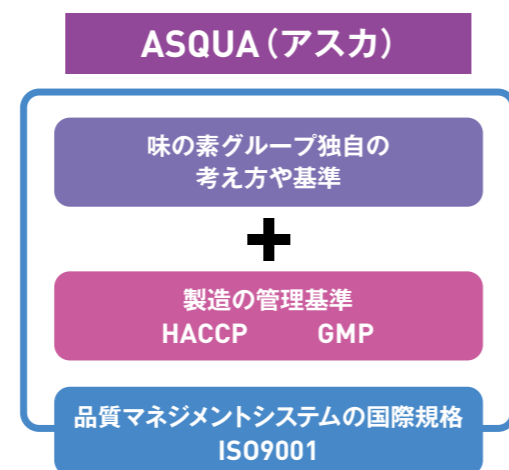 ASQUA（アスカ）
味の素グループ独自の
考え方や基準
+
製造の管理基準
HACCP GMP
品質マネジメントシステムの国際規格
ISO9001